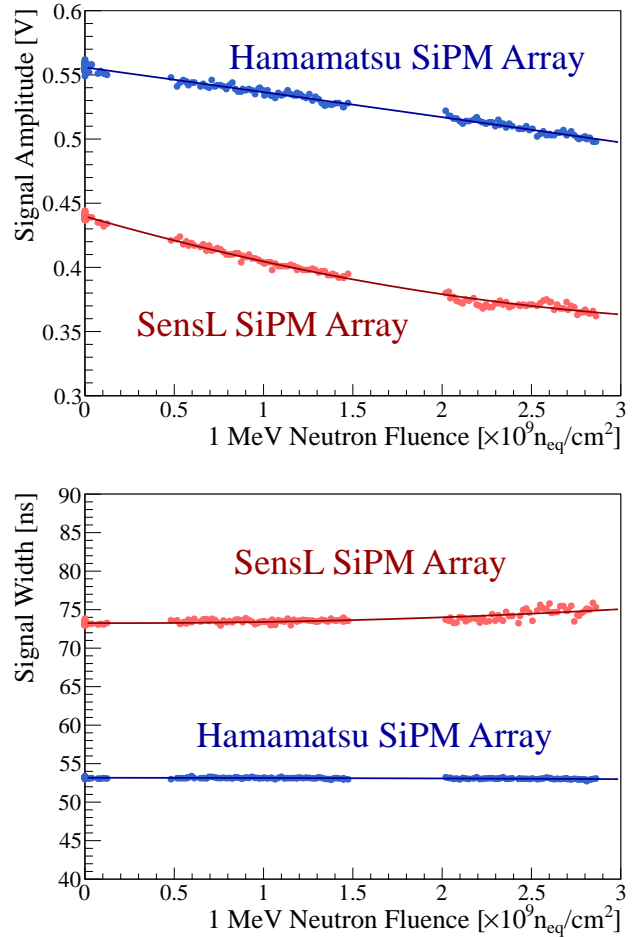 Signal Amplitude [V]
0.6
0.55
0.5
0.45
0.4
0.35
0.3
Hamamatsu SiPM Array
SensL SiPM Array
0 0.5 1 1.5 2 2.5 3
1 MeV Neutron Fluence [×10⁹n_eq/cm²]
Signal Width [ns]
90
85
80
75
70
65
60
55
50
45
40
SensL SiPM Array
Hamamatsu SiPM Array
0 0.5 1 1.5 2 2.5 3
1 MeV Neutron Fluence [×10⁹n_eq/cm²]